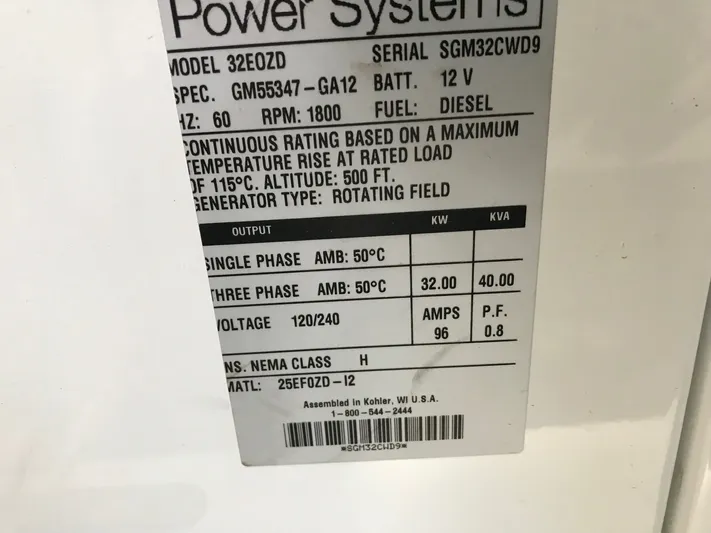 Power Systems
MODEL 32EOZD SERIAL SGM32CWD9
SPEC. GM55347-GA12 BATT. 12 V
HZ: 60 RPM: 1800 FUEL: DIESEL
CONTINUOUS RATING BASED ON A MAXIMUM
TEMPERATURE RISE AT RATED LOAD
OF 115°C. ALTITUDE: 500 FT.
GENERATOR TYPE: ROTATING FIELD
OUTPUT KW KVA
SINGLE PHASE AMB: 50°C
THREE PHASE AMB: 50°C 32.00 40.00
VOLTAGE 120/240 AMPS P.F.
96 0.8
INS. NEMA CLASS H
MATL: 25EFOZD-I2
Assembled in Kohler, WI U.S.A.
1-800-544-2444
*SGM32CWD9*